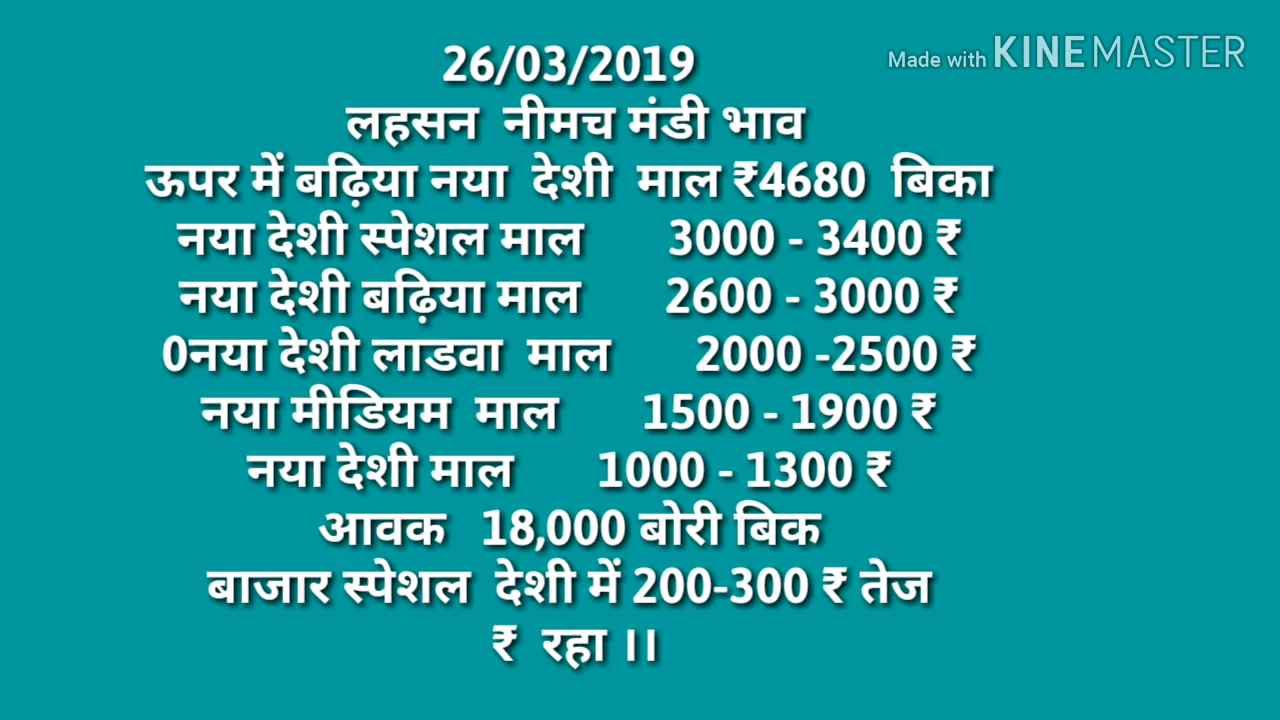 26/03/2019
Made with KINEMASTER
लहसन नीमच मंडी भाव
ऊपर में बढ़िया नया देशी माल ₹4680 बिका
नया देशी स्पेशल माल 3000 - 3400 ₹
नया देशी बढ़िया माल 2600 - 3000 ₹
0नया देशी लाडवा माल 2000 -2500 ₹
नया मीडियम माल 1500 - 1900 ₹
नया देशी माल 1000 - 1300 ₹
आवक 18,000 बोरी बिक
बाजार स्पेशल देशी में 200-300 ₹ तेज
₹ रहा ।।